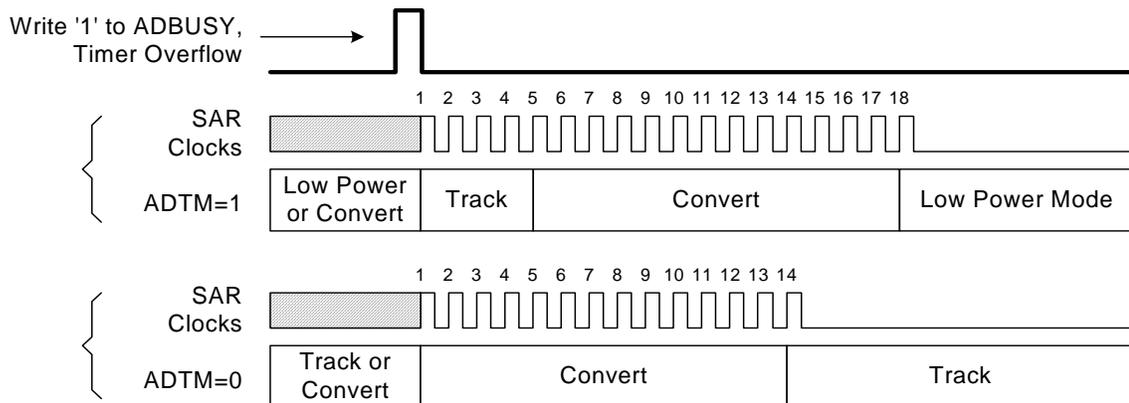 Write '1' to ADBUSY,
Timer Overflow
1 2 3 4 5 6 7 8 9 10 11 12 13 14 15 16 17 18
SAR
Clocks
ADTM=1
Low Power
or Convert
Track
Convert
Low Power Mode
1 2 3 4 5 6 7 8 9 10 11 12 13 14
SAR
Clocks
ADTM=0
Track or
Convert
Convert
Track